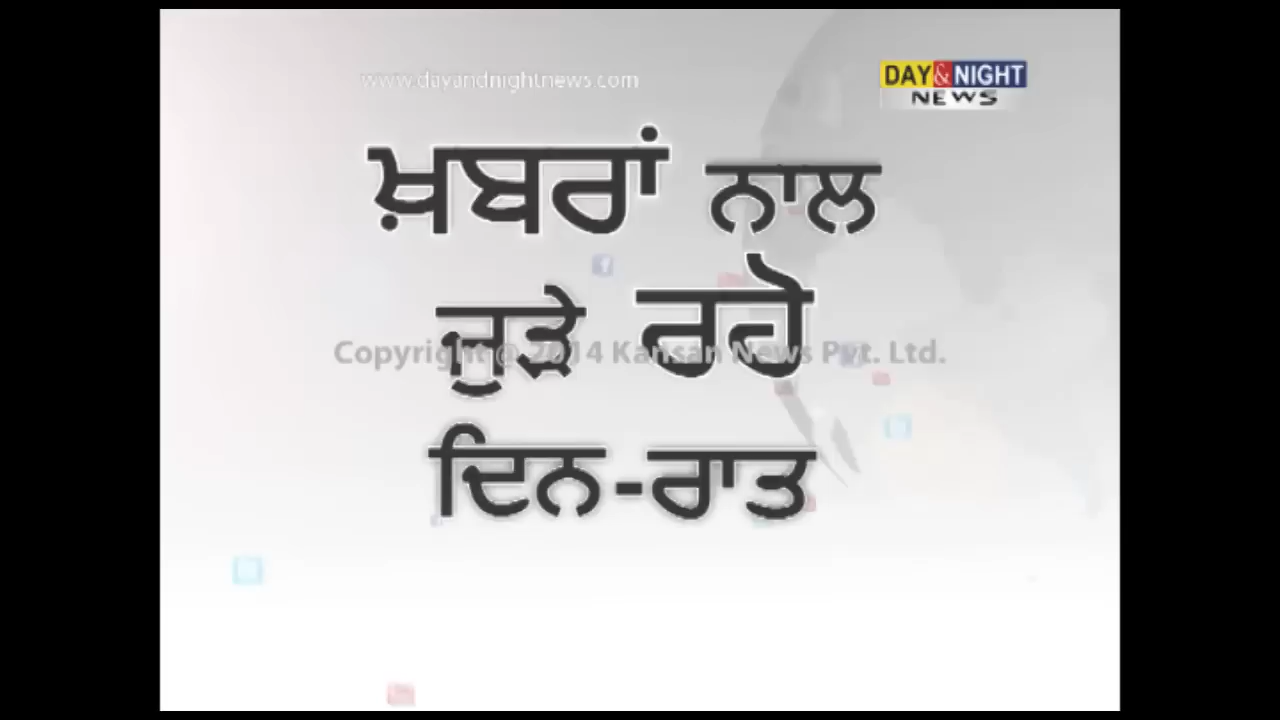 www.dayandnightnews.com
DAY&NIGHT
NEWS
ਖ਼ਬਰਾਂ ਨਾਲ
ਜੁੜੇ ਰਹੋ
Copyright @ 2014 Kansan News Pvt. Ltd.
ਦਿਨ-ਰਾਤ